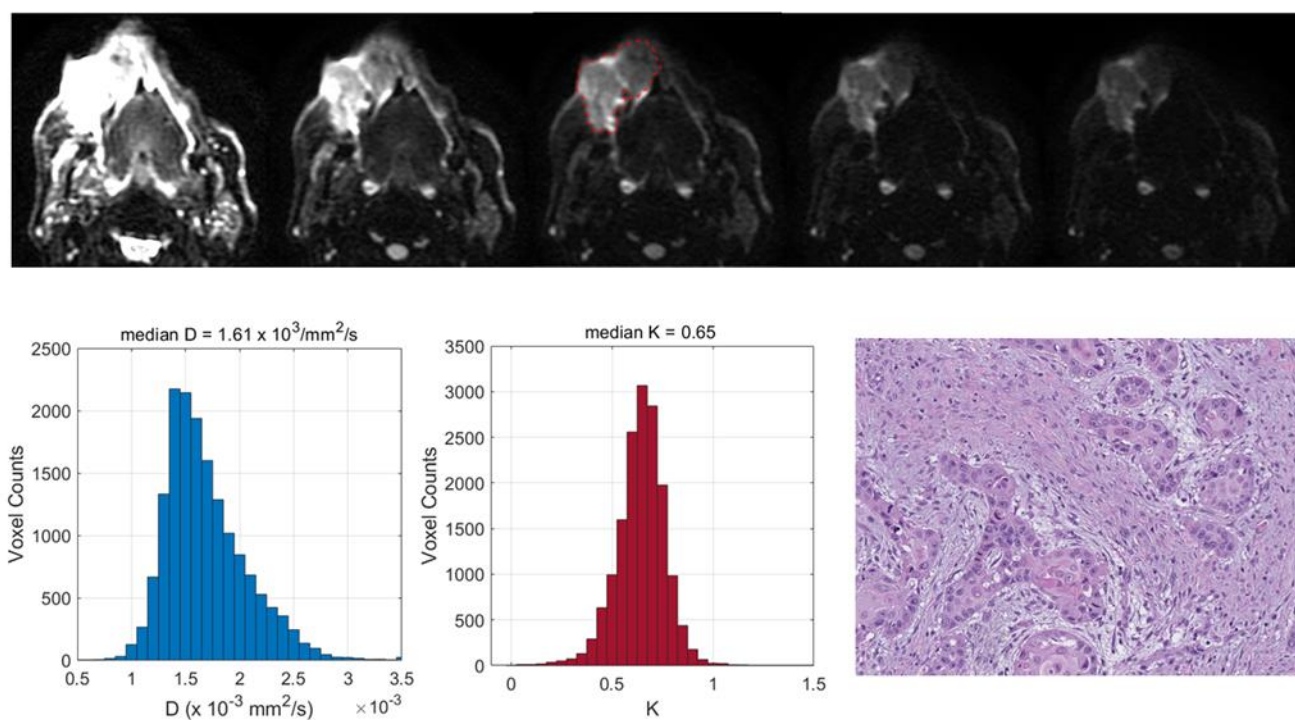 median D = 1.61 x 10³/mm²/s
2500
2000
1500
1000
500
0
Voxel Counts
0.5 1 1.5 2 2.5 3 3.5
D (x 10⁻³ mm²/s) × 10⁻³
median K = 0.65
3500
3000
2500
2000
1500
1000
500
0
Voxel Counts
0 0.5 1 1.5
K